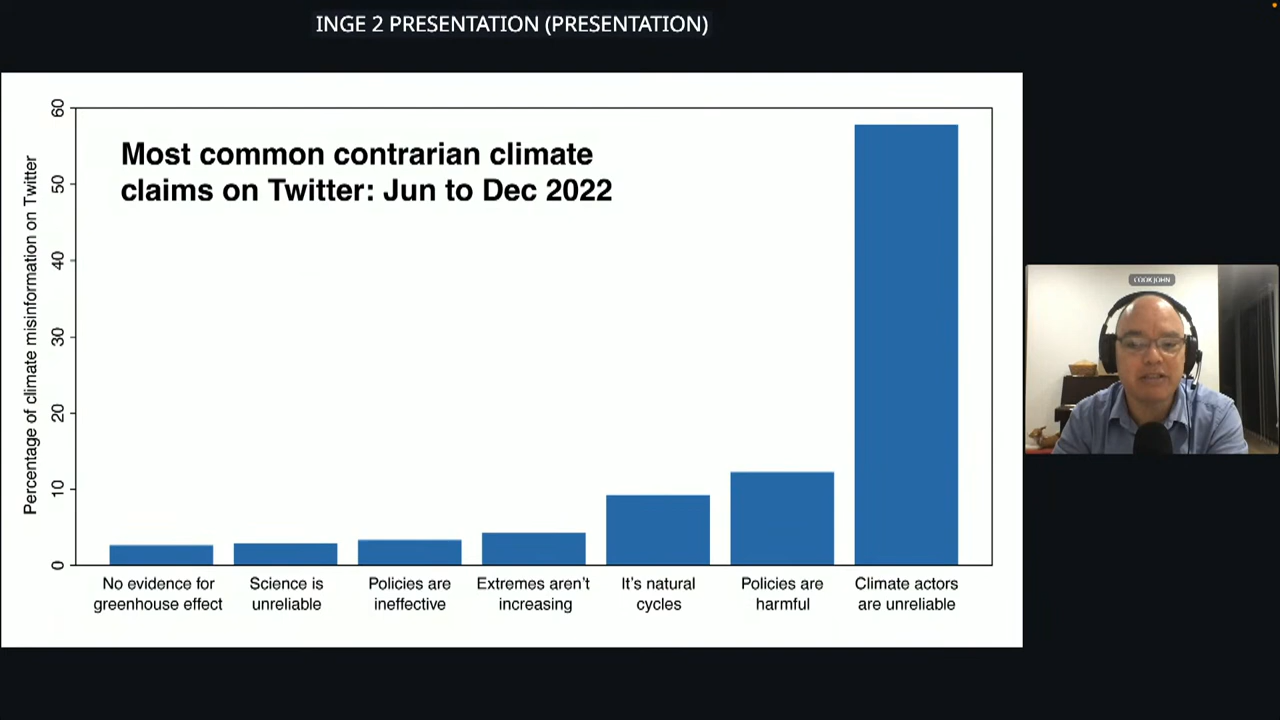 INGE 2 PRESENTATION (PRESENTATION)
Most common contrarian climate
claims on Twitter: Jun to Dec 2022
Percentage of climate misinformation on Twitter
60
50
40
30
20
10
0
No evidence for
greenhouse effect
Science is
unreliable
Policies are
ineffective
Extremes aren't
increasing
It's natural
cycles
Policies are
harmful
Climate actors
are unreliable
COOK JOHN